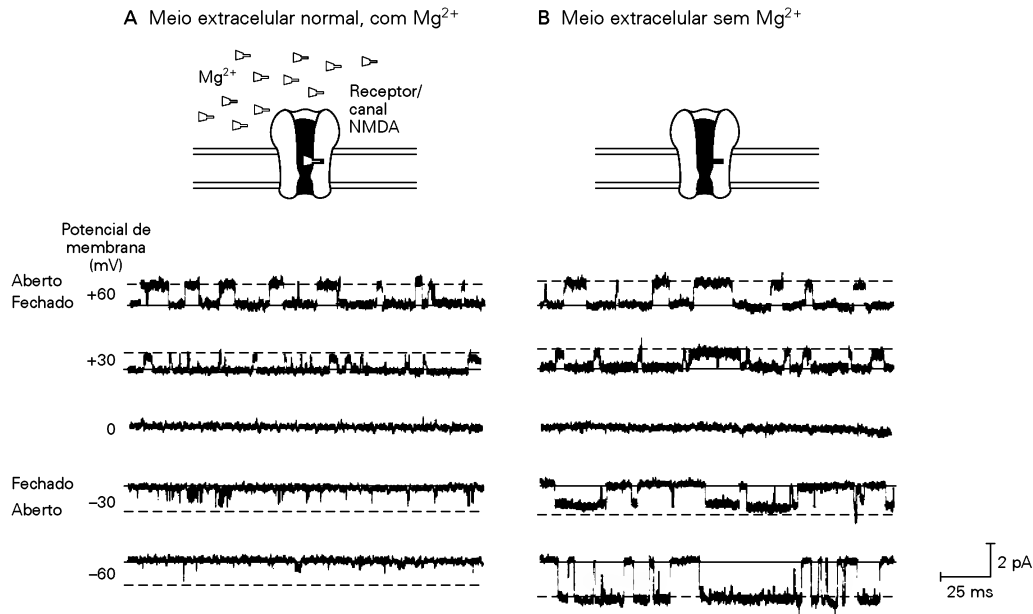 A Meio extracelular normal, com Mg²⁺
B Meio extracelular sem Mg²⁺
Mg²⁺
Receptor/
canal
NMDA
Potencial de
membrana
(mV)
Aberto
Fechado
+60
+30
0
Fechado
−30
Aberto
−60
2 pA
25 ms